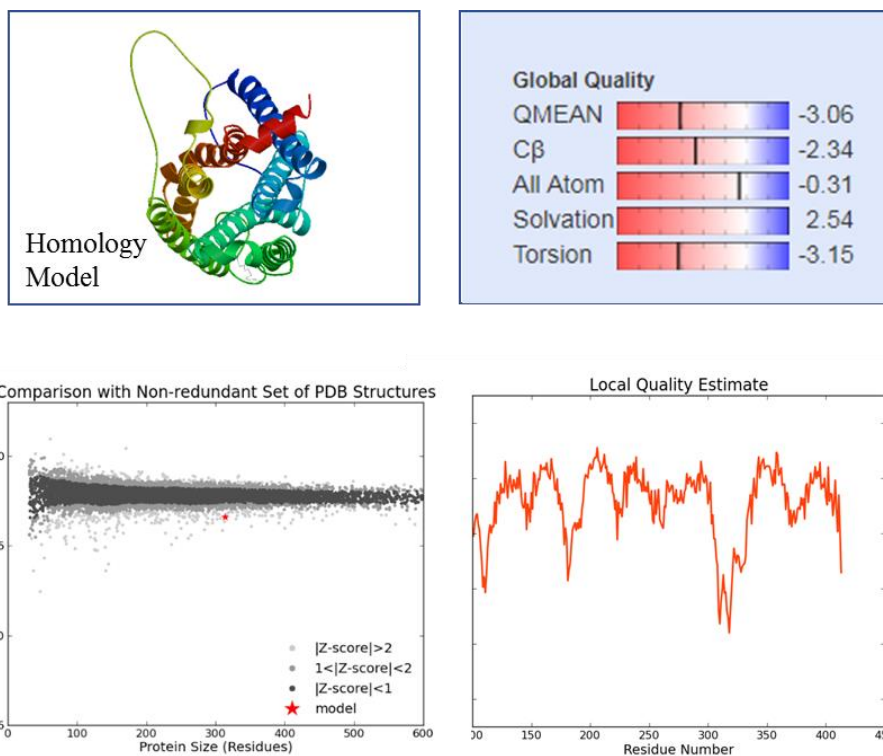 Homology
Model
Global Quality
QMEAN -3.06
Cβ -2.34
All Atom -0.31
Solvation 2.54
Torsion -3.15
Comparison with Non-redundant Set of PDB Structures
|Z-score|>2
1<|Z-score|<2
|Z-score|<1
model
0 100 200 300 400 500 600
Protein Size (Residues)
Local Quality Estimate
150 200 250 300 350 400
Residue Number